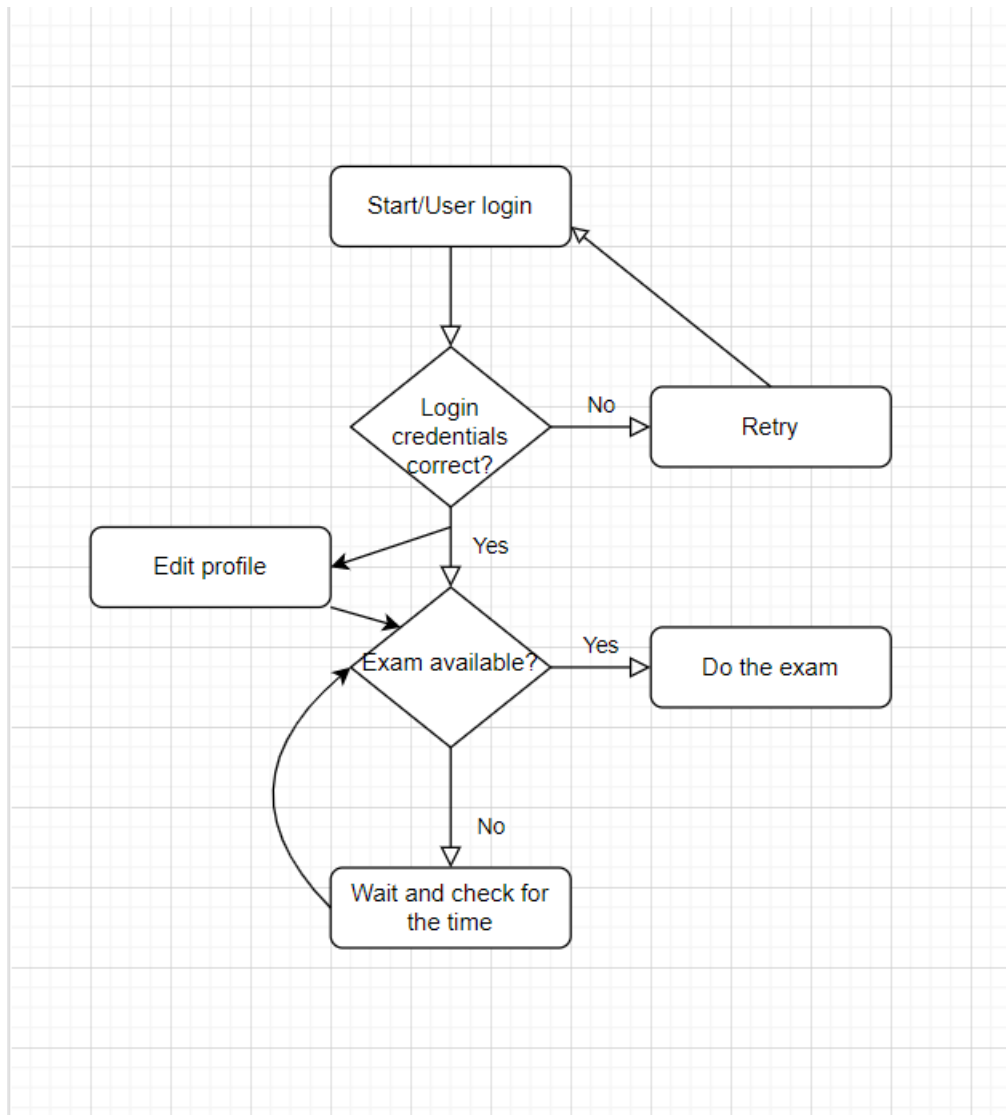 Start/User login
Login
credentials
correct?
No
Retry
Yes
Edit profile
Exam available?
Yes
Do the exam
No
Wait and check for
the time